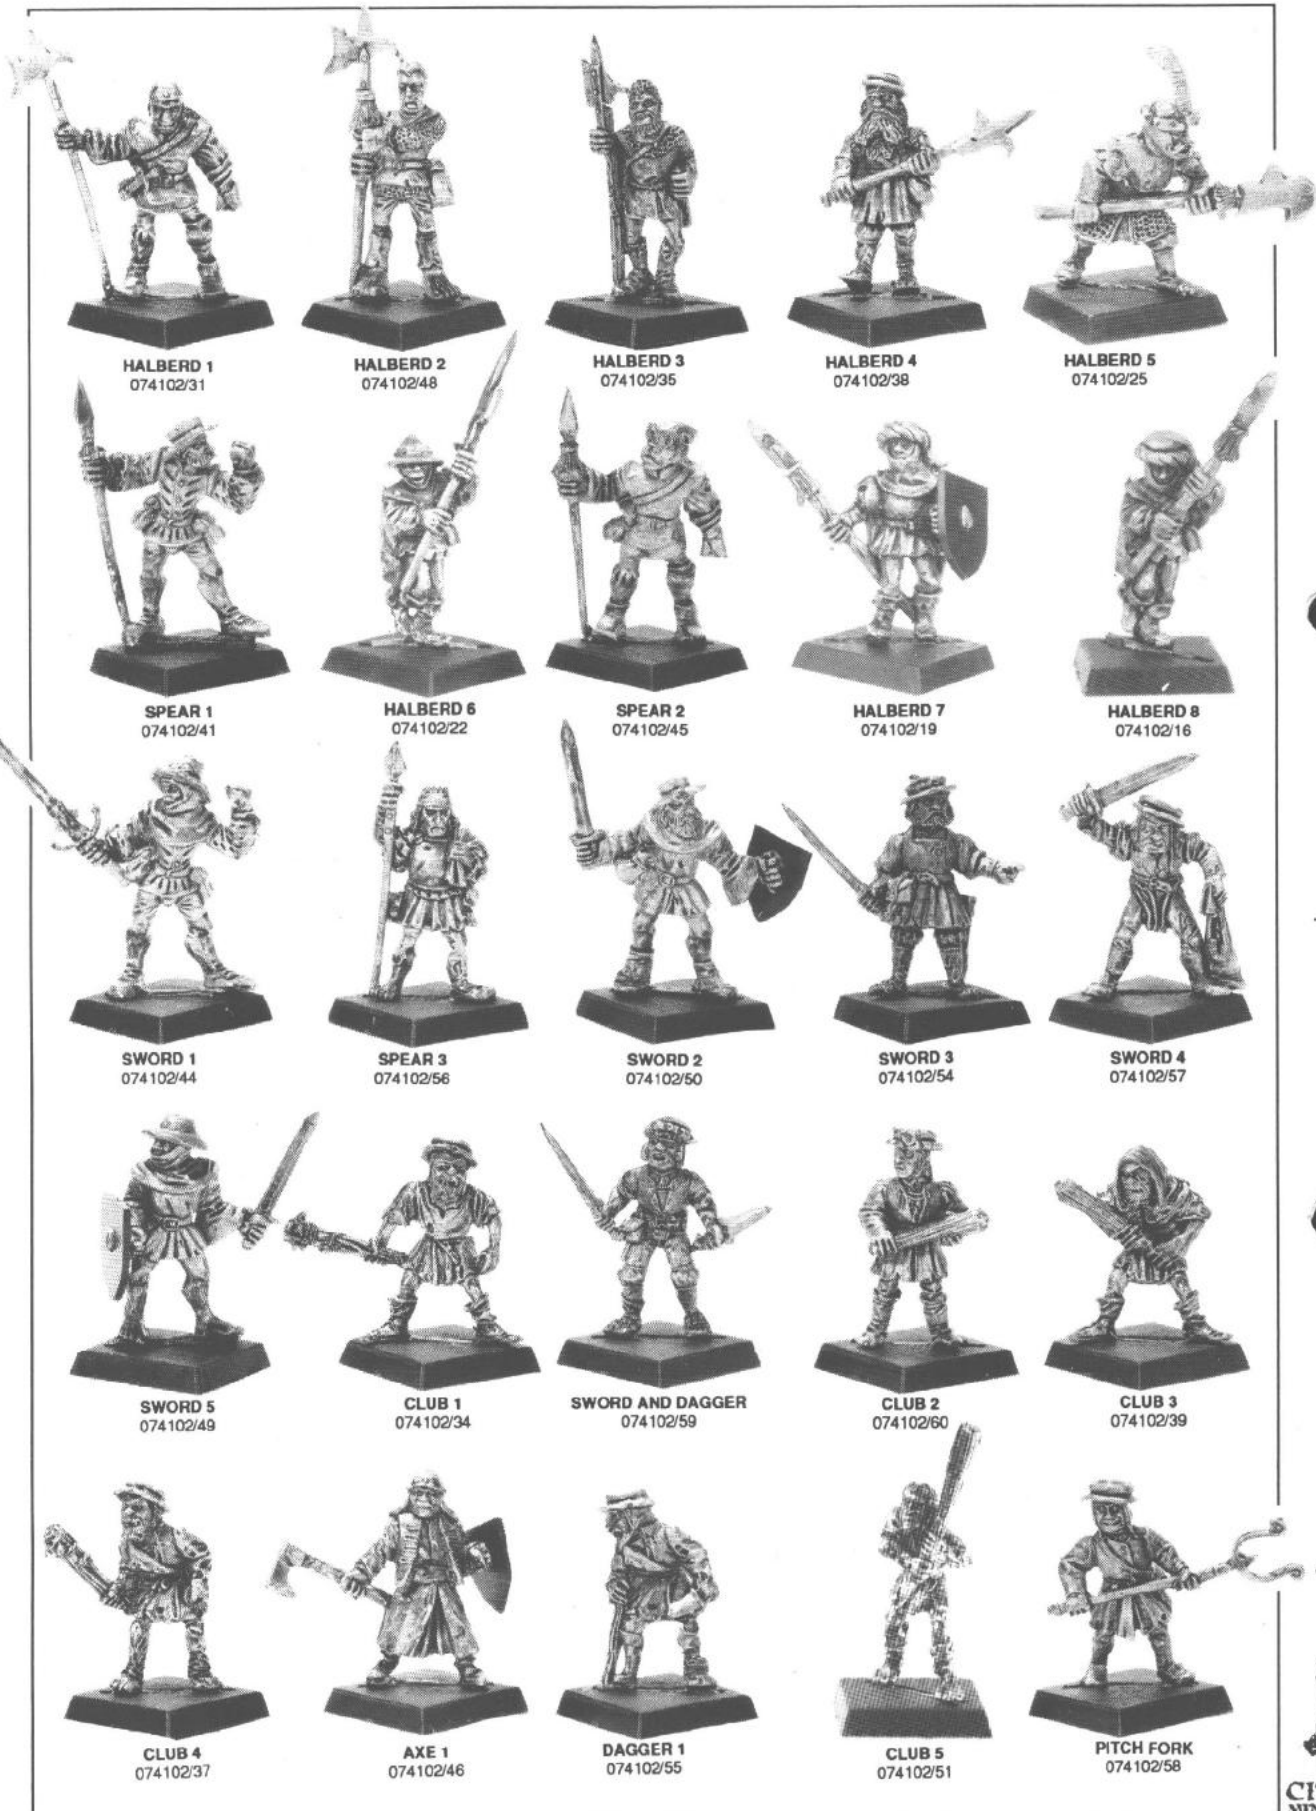 HALBERD 1
074102/31
HALBERD 2
074102/48
HALBERD 3
074102/35
HALBERD 4
074102/38
HALBERD 5
074102/25
SPEAR 1
074102/41
HALBERD 6
074102/22
SPEAR 2
074102/45
HALBERD 7
074102/19
HALBERD 8
074102/16
SWORD 1
074102/44
SPEAR 3
074102/56
SWORD 2
074102/50
SWORD 3
074102/54
SWORD 4
074102/57
SWORD 5
074102/49
CLUB 1
074102/34
SWORD AND DAGGER
074102/59
CLUB 2
074102/60
CLUB 3
074102/39
CLUB 4
074102/37
AXE 1
074102/46
DAGGER 1
074102/55
CLUB 5
074102/51
PITCH FORK
074102/58